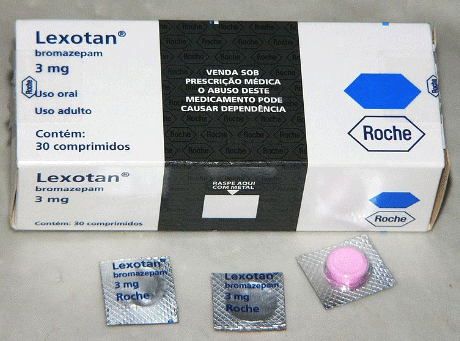 Lexotan®
bromazepam
3 mg
Uso oral
Uso adulto
Contém:
30 comprimidos
VENDA SOB
PRESCRIÇÃO MÉDICA
O ABUSO DESTE
MEDICAMENTO PODE
CAUSAR DEPENDÊNCIA
Roche
Roche
Lexotan®
bromazepam
3 mg
Contém: 30 comprimidos
RASPE AQUI
COM METAL
Roche
Lexotan®
bromazepam
3 mg
Roche
Lexotan®
bromazepam
3 mg
Roche